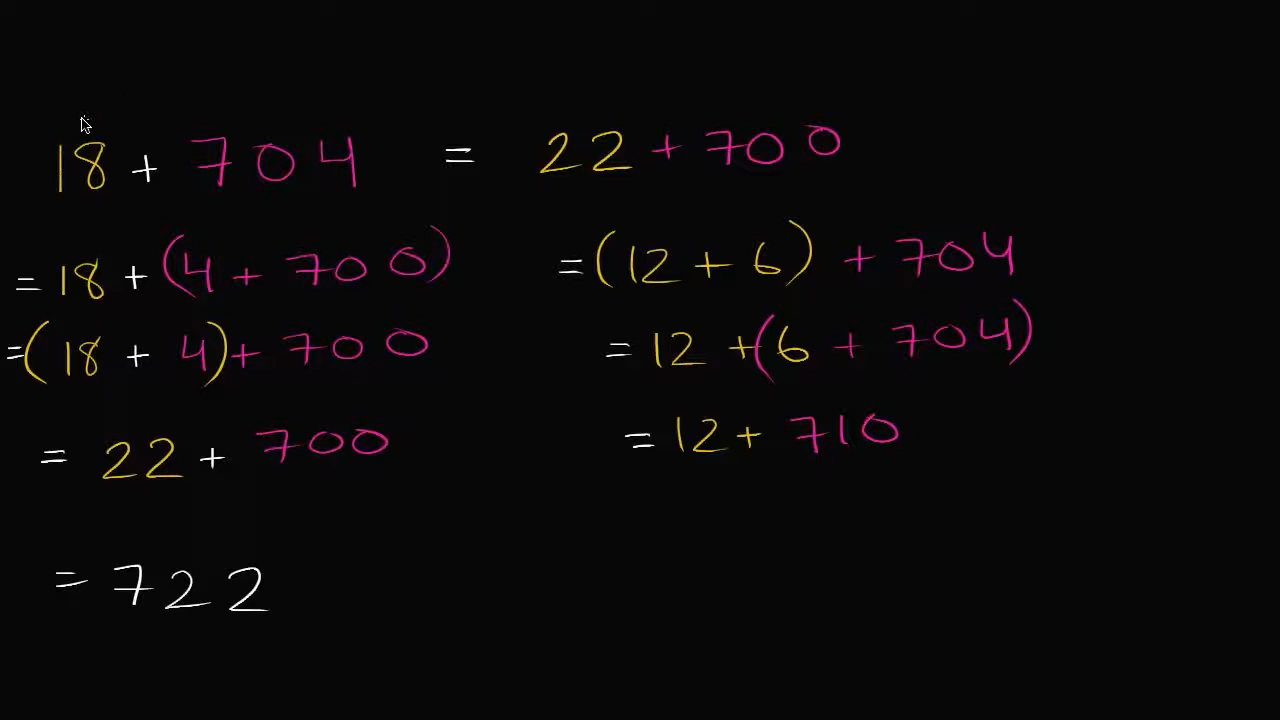 18 + 704 = 22 + 700
= 18 + (4 + 700)
= (18 + 4) + 700
= 22 + 700
= 722
= (12 + 6) + 704
= 12 + (6 + 704)
= 12 + 710